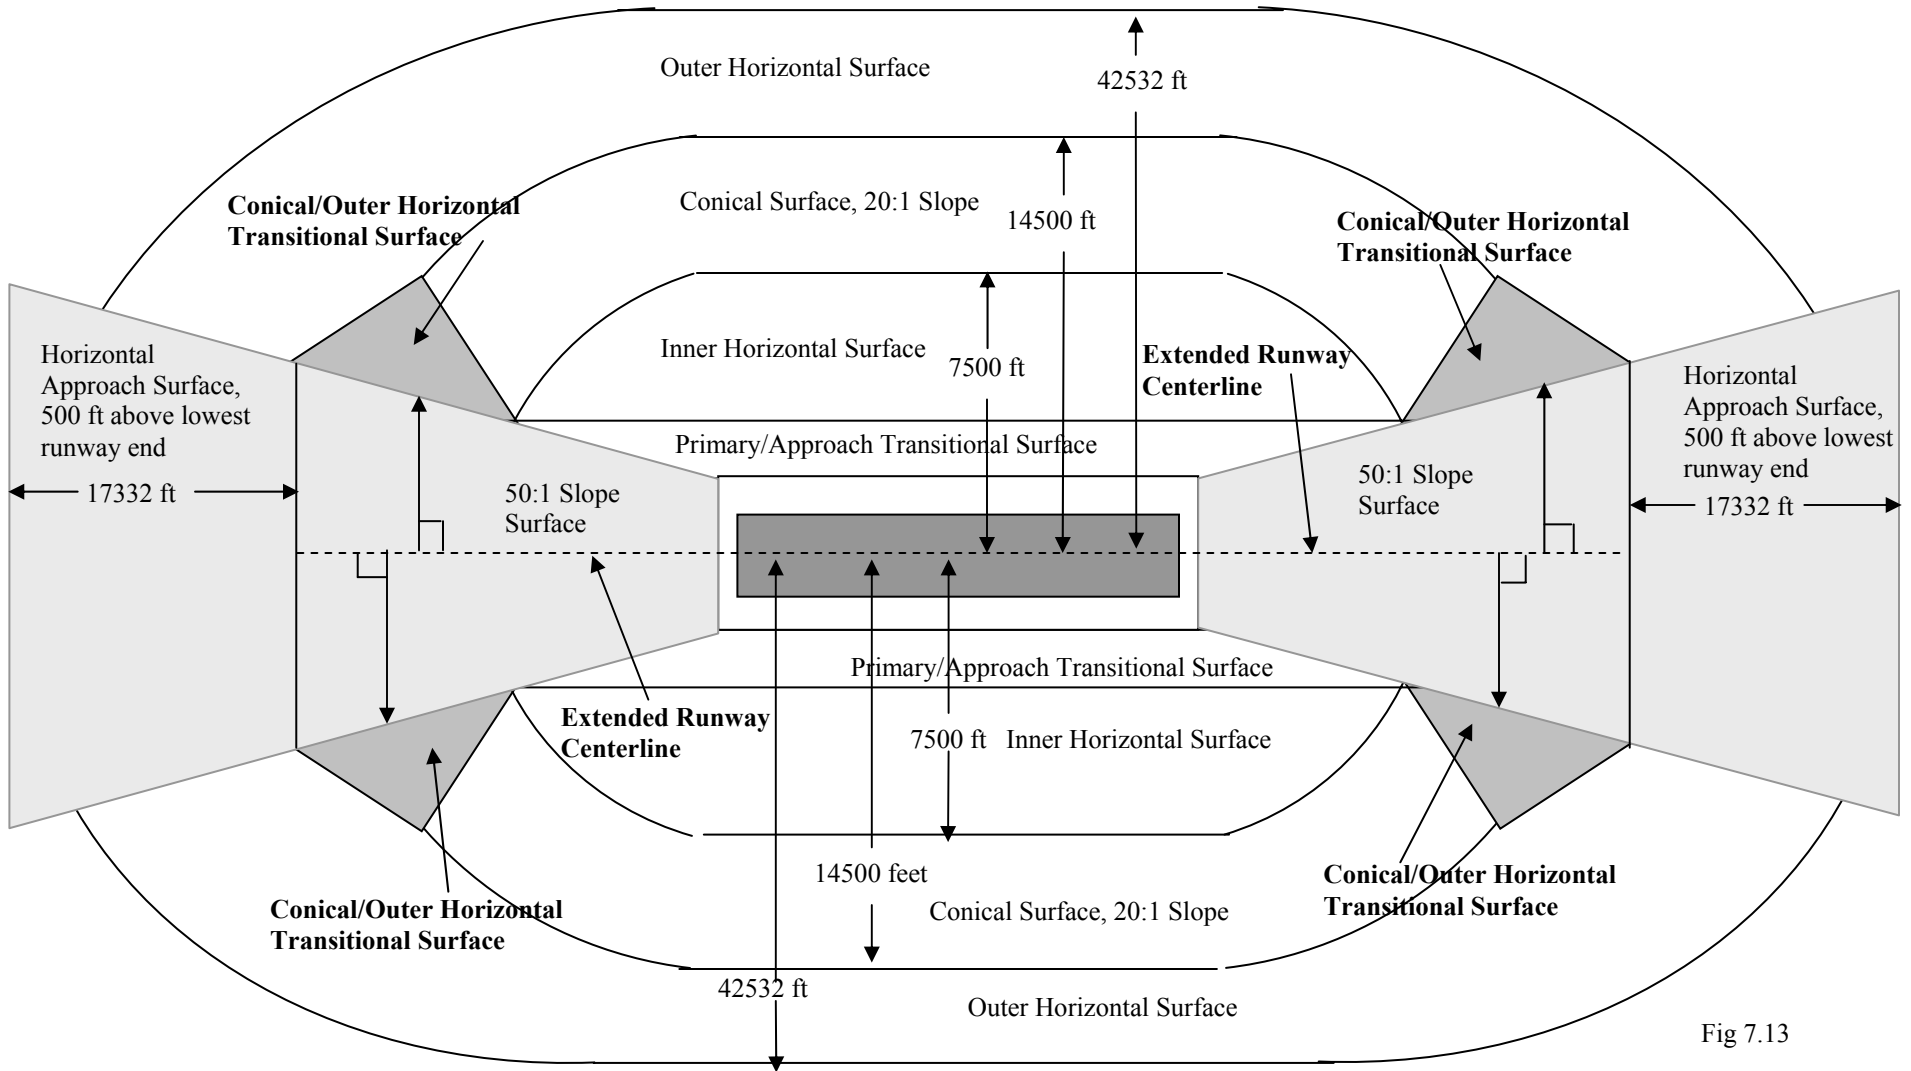 Outer Horizontal Surface
42532 ft
Conical/Outer Horizontal
Transitional Surface
Conical Surface, 20:1 Slope
14500 ft
Conical/Outer Horizontal
Transitional Surface
Horizontal
Approach Surface,
500 ft above lowest
runway end
17332 ft
Inner Horizontal Surface
7500 ft
Extended Runway
Centerline
Horizontal
Approach Surface,
500 ft above lowest
runway end
17332 ft
Primary/Approach Transitional Surface
50:1 Slope
Surface
50:1 Slope
Surface
Primary/Approach Transitional Surface
Extended Runway
Centerline
7500 ft
Inner Horizontal Surface
14500 feet
Conical/Outer Horizontal
Transitional Surface
Conical Surface, 20:1 Slope
Conical/Outer Horizontal
Transitional Surface
42532 ft
Outer Horizontal Surface
Fig 7.13